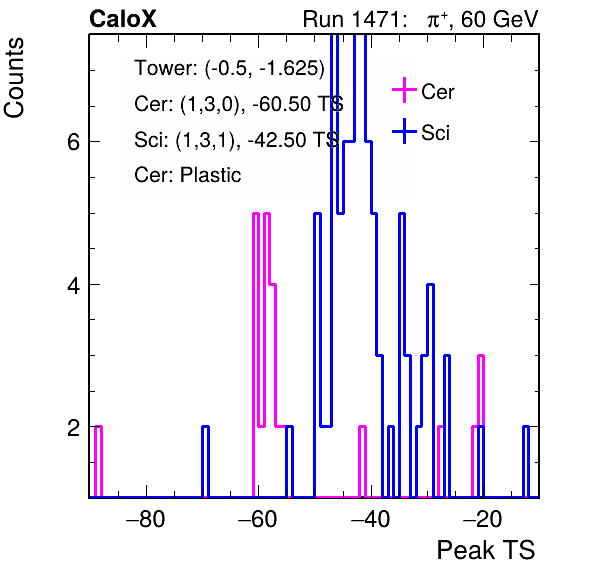 CaloX Run 1471: π⁺, 60 GeV
Counts
Tower: (-0.5, -1.625)
Cer: (1,3,0), -60.50 TS
Sci: (1,3,1), -42.50 TS
Cer: Plastic
Cer
Sci
6
4
2
−80 −60 −40 −20
Peak TS